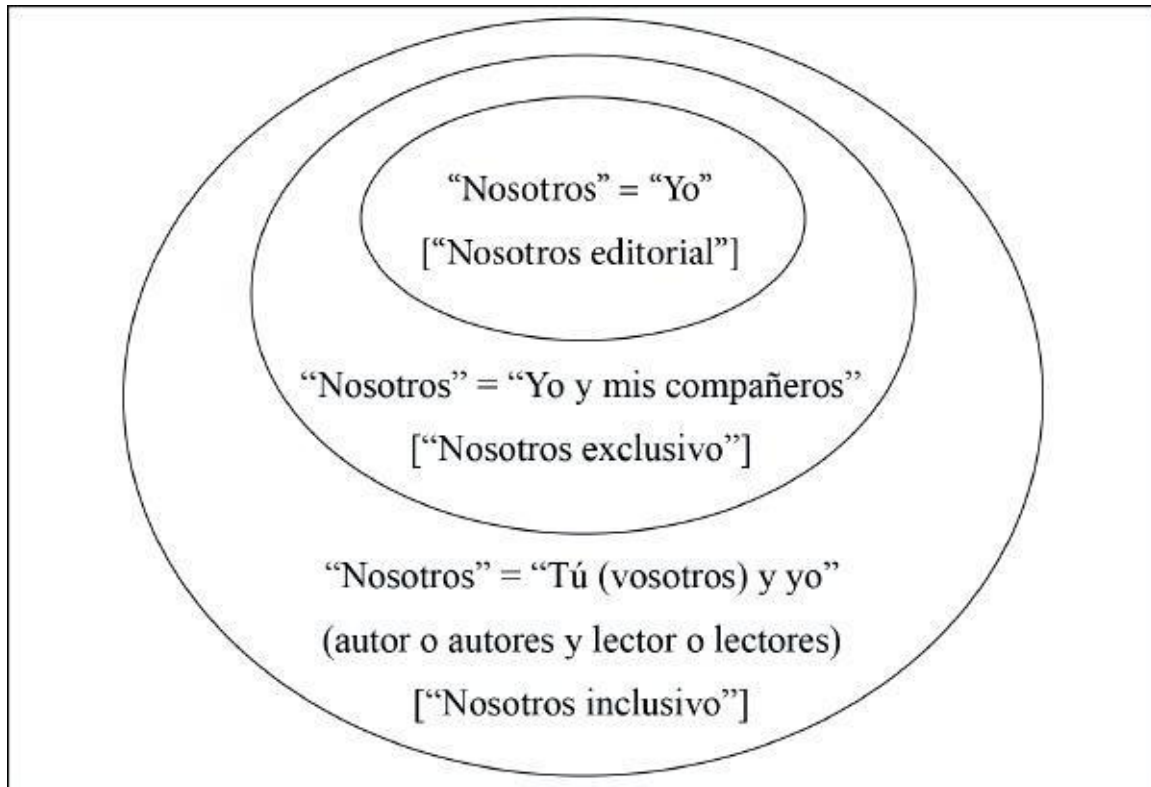 “Nosotros” = “Yo”
[“Nosotros editorial”]
“Nosotros” = “Yo y mis compañeros”
[“Nosotros exclusivo”]
“Nosotros” = “Tú (vosotros) y yo”
(autor o autores y lector o lectores)
[“Nosotros inclusivo”]